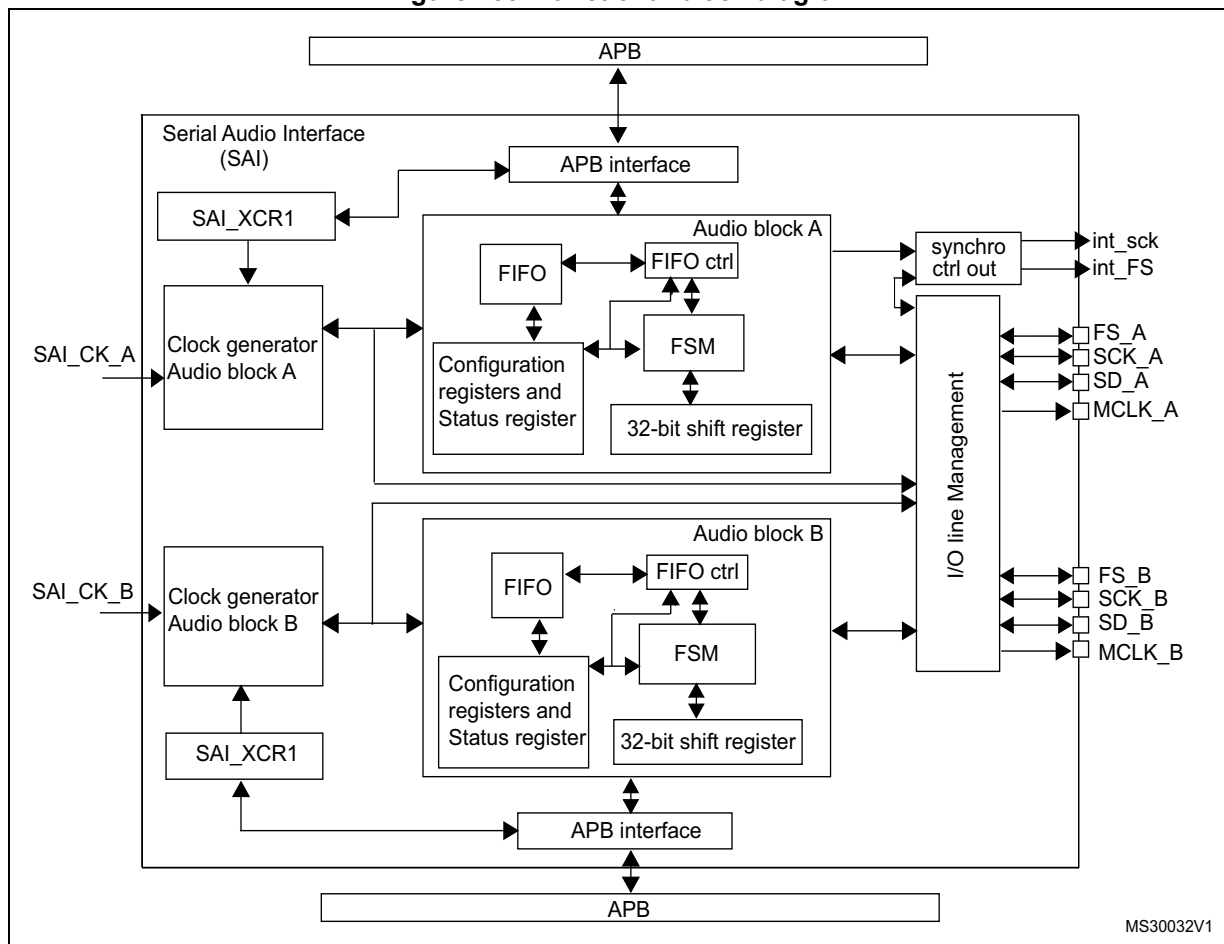 APB
Serial Audio Interface
(SAI)
APB interface
SAI_XCR1
Audio block A
synchro
ctrl out
int_sck
int_FS
FIFO
FIFO ctrl
Clock generator
Audio block A
SAI_CK_A
Configuration
registers and
Status register
FSM
32-bit shift register
I/O line Management
FS_A
SCK_A
SD_A
MCLK_A
Audio block B
SAI_CK_B
Clock generator
Audio block B
FIFO
FIFO ctrl
FSM
Configuration
registers and
Status register
32-bit shift register
FS_B
SCK_B
SD_B
MCLK_B
SAI_XCR1
APB interface
APB
MS30032V1